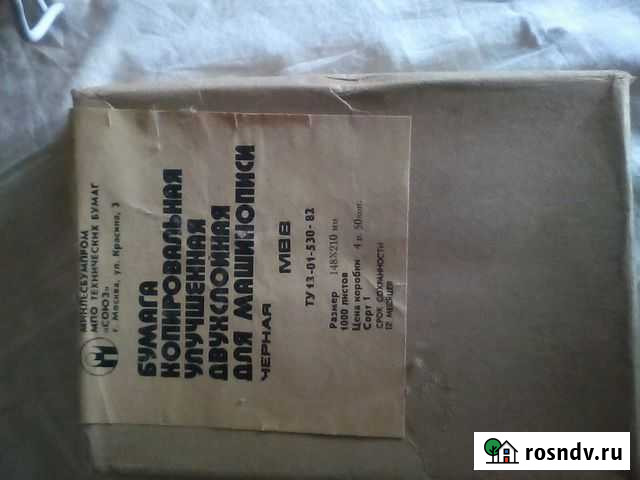 МИНЛЕСБУМПРОМ
МПО ТЕХНИЧЕСКИХ БУМАГ
«СОЮЗ»
г. Москва, ул. Красина, 3
БУМАГА
КОПИРОВАЛЬНАЯ
УЛУЧШЕННАЯ
ДВУХСЛОЙНАЯ
ДЛЯ МАШИНОПИСИ
ЧЕРНАЯ
МВВ
ТУ 13-01-530-82
Размер 148Х210 мм
1000 листов
Цена коробки 4 р. 50 коп.
Сорт 1
СРОК СОХРАННОСТИ
12 МЕСЯЦЕВ
rosndv.ru